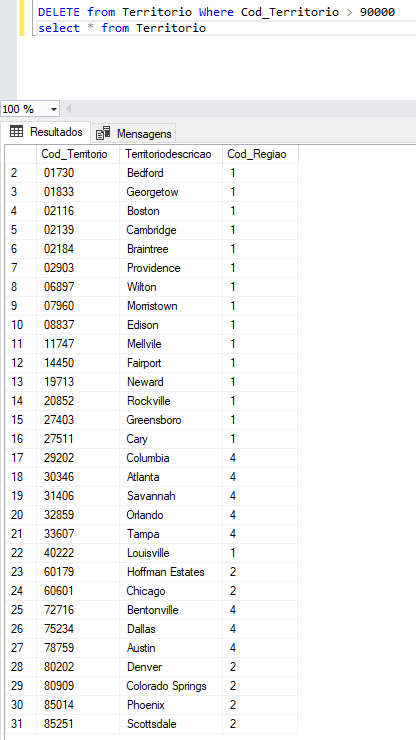 DELETE from Territorio Where Cod_Territorio > 90000
select * from Territorio
100 %
Resultados Mensagens
Cod_Territorio Territoriodescricao Cod_Regiao
2 01730 Bedford 1
3 01833 Georgetow 1
4 02116 Boston 1
5 02139 Cambridge 1
6 02184 Braintree 1
7 02903 Providence 1
8 06897 Wilton 1
9 07960 Morristown 1
10 08837 Edison 1
11 11747 Mellvile 1
12 14450 Fairport 1
13 19713 Neward 1
14 20852 Rockville 1
15 27403 Greensboro 1
16 27511 Cary 1
17 29202 Columbia 4
18 30346 Atlanta 4
19 31406 Savannah 4
20 32859 Orlando 4
21 33607 Tampa 4
22 40222 Louisville 1
23 60179 Hoffman Estates 2
24 60601 Chicago 2
25 72716 Bentonville 4
26 75234 Dallas 4
27 78759 Austin 4
28 80202 Denver 2
29 80909 Colorado Springs 2
30 85014 Phoenix 2
31 85251 Scottsdale 2